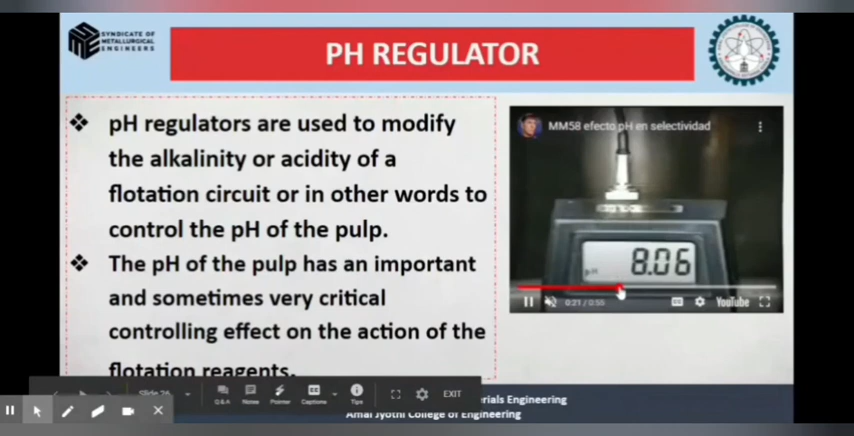 SYNDICATE OF
METALLURGICAL
ENGINEERS
PH REGULATOR
❖ pH regulators are used to modify
the alkalinity or acidity of a
flotation circuit or in other words to
control the pH of the pulp.
❖ The pH of the pulp has an important
and sometimes very critical
controlling effect on the action of the
flotation reagents.
MM58 efecto pH en selectividad
pH 8.06
0:21 / 0:55
YouTube
Slide 26
Q&A Notes Pointer Captions Tips EXIT
Engineering
Amal Jyothi College of Engineering